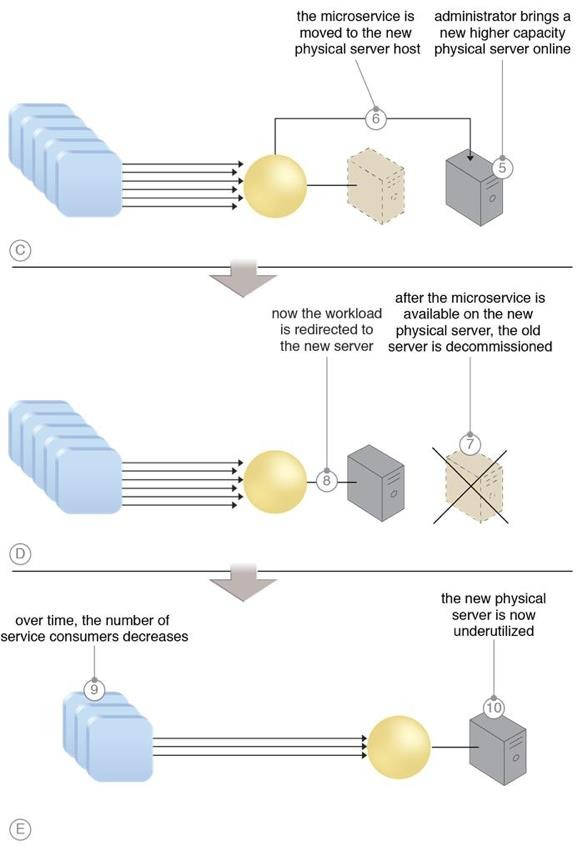 the microservice is
moved to the new
physical server host
administrator brings a
new higher capacity
physical server online
6
5
C
now the workload
is redirected to
the new server
after the microservice is
available on the new
physical server, the old
server is decommissioned
7
8
D
over time, the number of
service consumers decreases
the new physical
server is now
underutilized
9
10
E